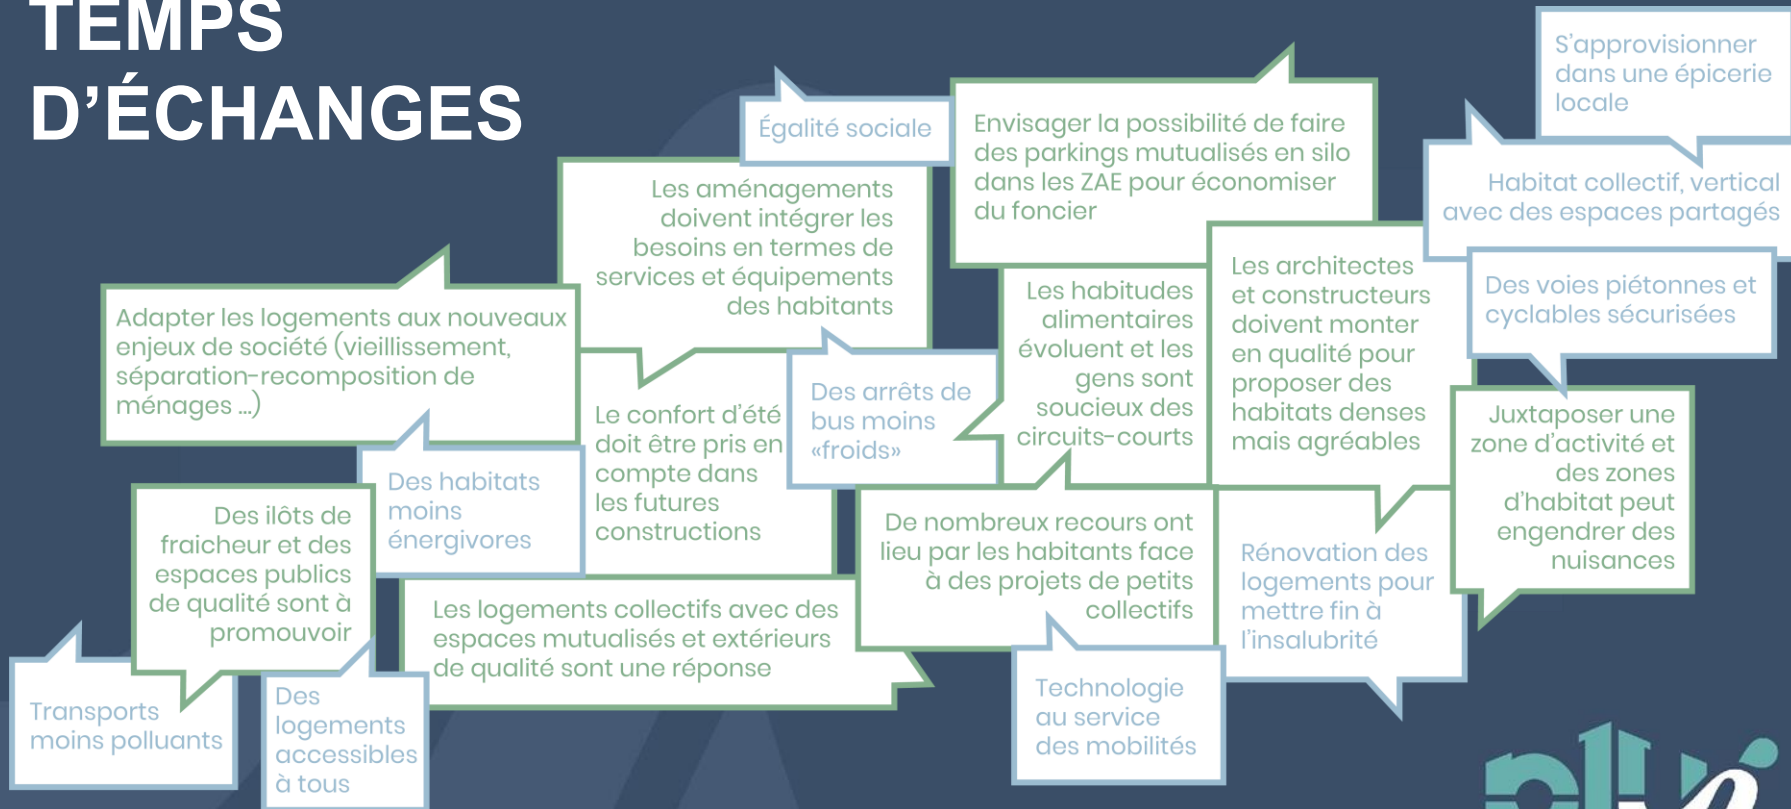 TEMPS
D'ÉCHANGES
S'approvisionner
dans une épicerie
locale
Égalité sociale
Envisager la possibilité de faire
des parkings mutualisés en silo
dans les ZAE pour économiser
du foncier
Habitat collectif, vertical
avec des espaces partagés
Les aménagements
doivent intégrer les
besoins en termes de
services et équipements
des habitants
Les architectes
et constructeurs
doivent monter
en qualité pour
proposer des
habitats denses
mais agréables
Des voies piétonnes et
cyclables sécurisées
Les habitudes
alimentaires
évoluent et les
gens sont
soucieux des
circuits-courts
Adapter les logements aux nouveaux
enjeux de société (vieillissement,
séparation-recomposition de
ménages ...)
Des arrêts de
bus moins
«froids»
Le confort d'été
doit être pris en
compte dans
les futures
constructions
Juxtaposer une
zone d'activité et
des zones
d'habitat peut
engendrer des
nuisances
Des habitats
moins
énergivores
Des ilôts de
fraicheur et des
espaces publics
de qualité sont à
promouvoir
De nombreux recours ont
lieu par les habitants face
à des projets de petits
collectifs
Rénovation des
logements pour
mettre fin à
l'insalubrité
Les logements collectifs avec des
espaces mutualisés et extérieurs
de qualité sont une réponse
Transports
moins polluants
Des
logements
accessibles
à tous
Technologie
au service
des mobilités